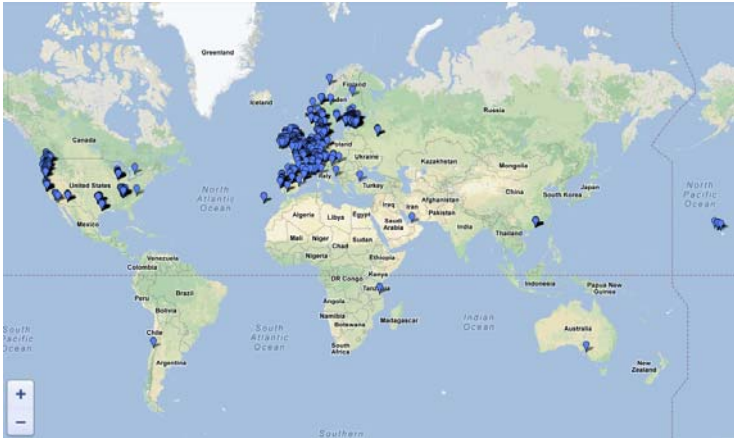 Greenland
Iceland
Finland
den
Russia
Canada
Poland
Ukraine
Kazakhstan
Mongolia
United States
North
Atlantic
Ocean
Italy
Turkey
China
South Korea
Japan
North
Pacific
Ocean
Mexico
Algeria
Libya
Egypt
Iraq
Iran
Afghanistan
Pakistan
Saudi
Arabia
India
Thailand
Mali
Niger
Chad
Sudan
Nigeria
Ethiopia
Venezuela
Colombia
DR Congo
Kenya
Tanzania
Indonesia
Papua New
Guinea
Peru
Brazil
Bolivia
Angola
Namibia
Botswana
Madagascar
Indian
Ocean
Australia
South
Pacific
Ocean
Chile
Argentina
South
Atlantic
Ocean
South
Africa
New
Zealand
Southern
+
−